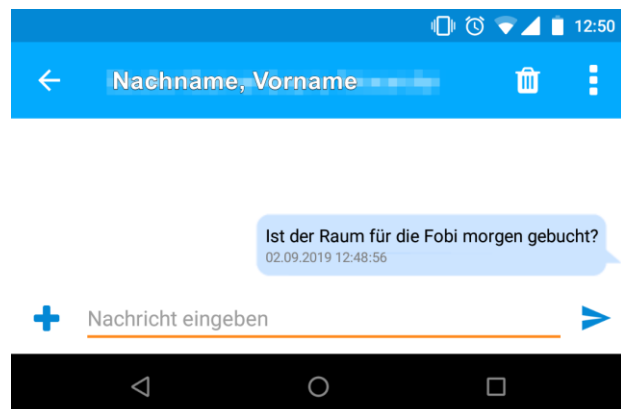 12:50
Nachname, Vorname
Ist der Raum für die Fobi morgen gebucht?
02.09.2019 12:48:56
Nachricht eingeben